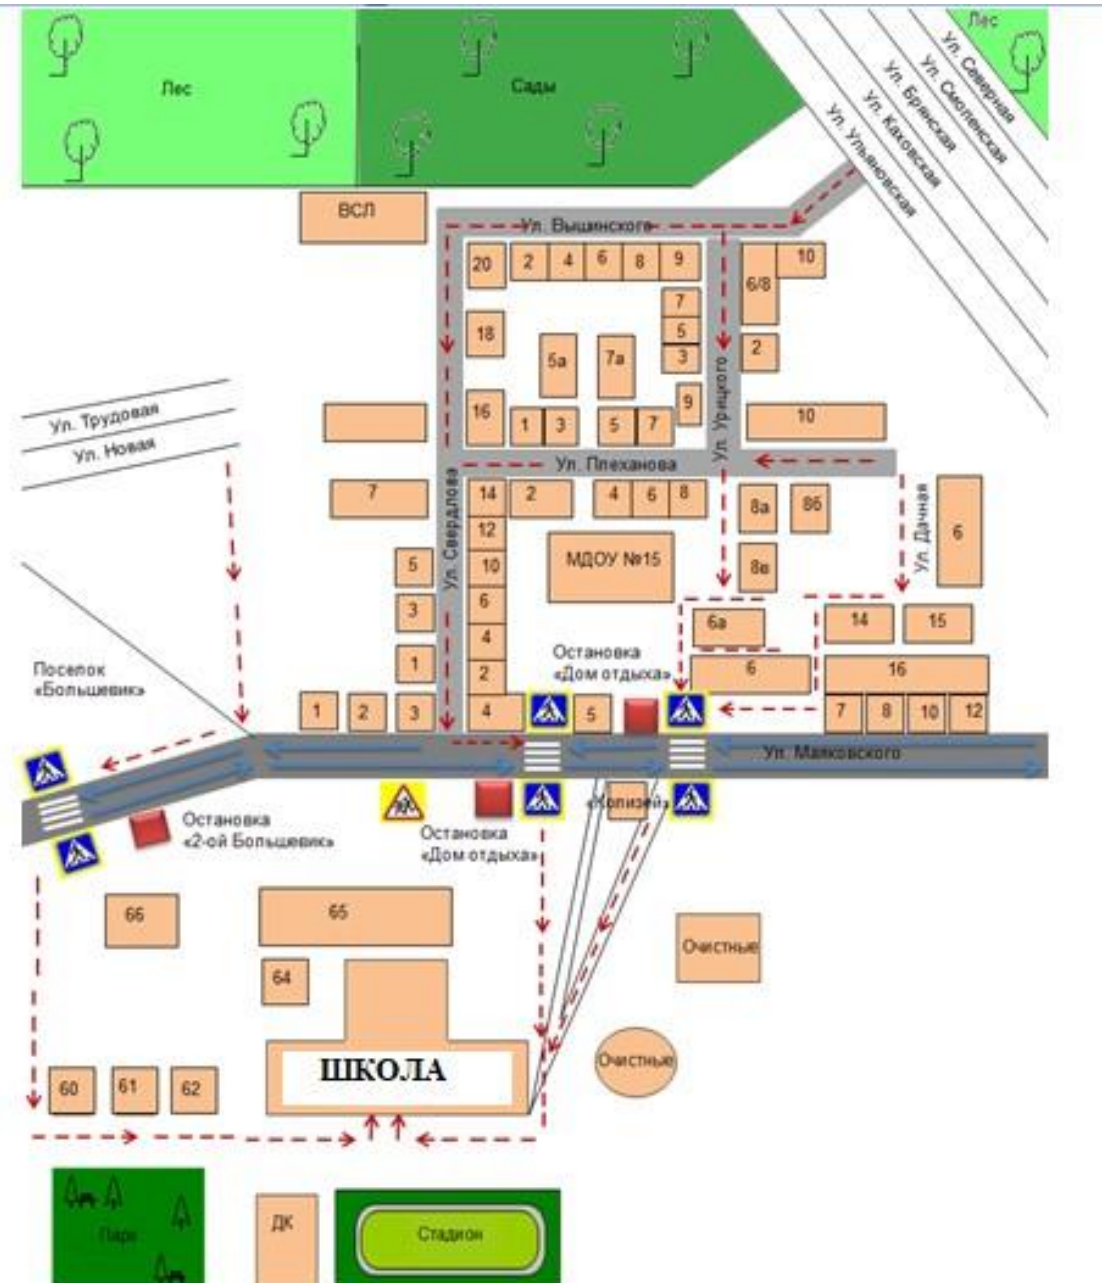 Лес
Сады
Лес
Ул. Северная
Ул. Смоленская
Ул. Брянская
Ул. Каховская
Ул. Ульяновская
ВСЛ
Ул. Вышинского
20
2
4
6
8
9
10
6/8
7
5
3
18
2
5а
7а
Ул. Урицкого
9
16
1
3
5
7
10
Ул. Трудовая
Ул. Новая
Ул. Плеханова
7
14
2
4
6
8
8а
8б
Ул. Дачная
6
Ул. Свердлова
12
МДОУ №15
5
10
8в
3
6
6а
14
15
4
Остановка
«Дом отдыха»
1
2
6
16
Поселок
«Большевик»
1
2
3
4
5
7
8
10
12
Ул. Маяковского
«Колизей»
Остановка
«2-ой Большевик»
Остановка
«Дом отдыха»
66
65
64
Очистные
Очистные
ШКОЛА
60
61
62
Парк
ДК
Стадион